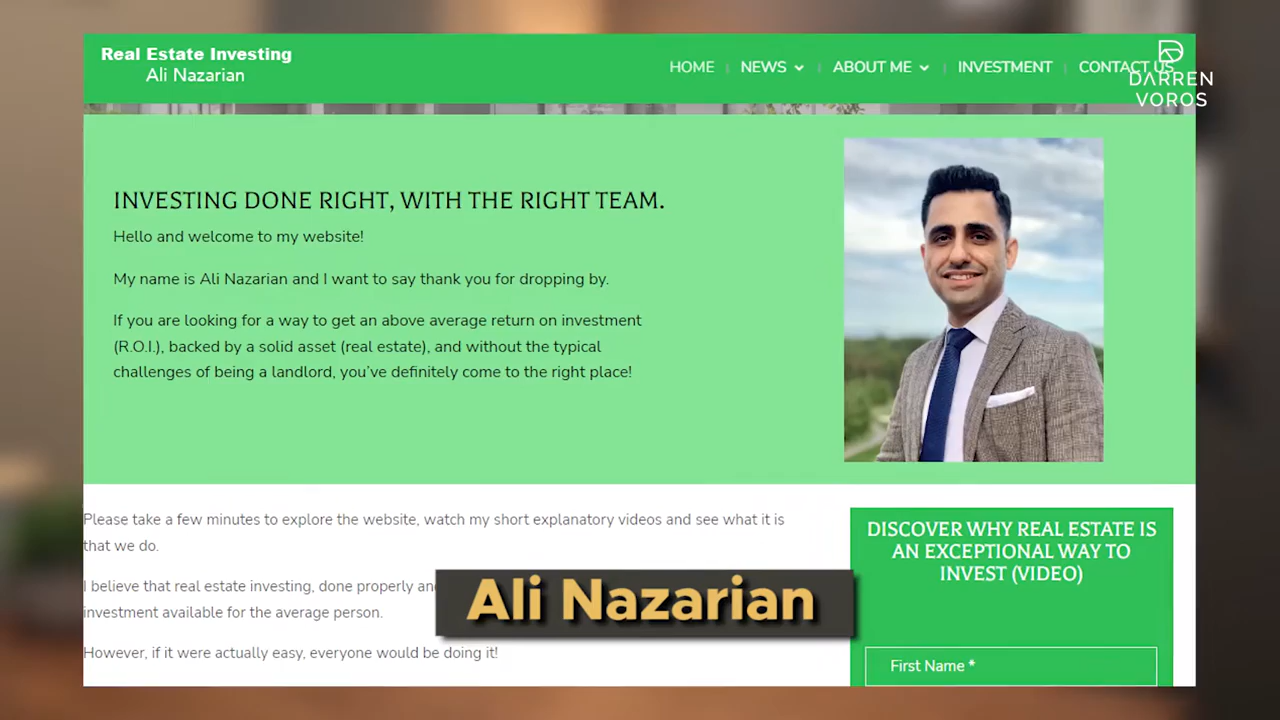 Real Estate Investing
Ali Nazarian
HOME
NEWS
ABOUT ME
INVESTMENT
CONTACT US
DARREN
VOROS
INVESTING DONE RIGHT, WITH THE RIGHT TEAM.
Hello and welcome to my website!
My name is Ali Nazarian and I want to say thank you for dropping by.
If you are looking for a way to get an above average return on investment
(R.O.I.), backed by a solid asset (real estate), and without the typical
challenges of being a landlord, you've definitely come to the right place!
Please take a few minutes to explore the website, watch my short explanatory videos and see what it is
that we do.
I believe that real estate investing, done properly
investment available for the average person.
However, if it were actually easy, everyone would be doing it!
DISCOVER WHY REAL ESTATE IS
AN EXCEPTIONAL WAY TO
INVEST (VIDEO)
First Name *
Ali Nazarian